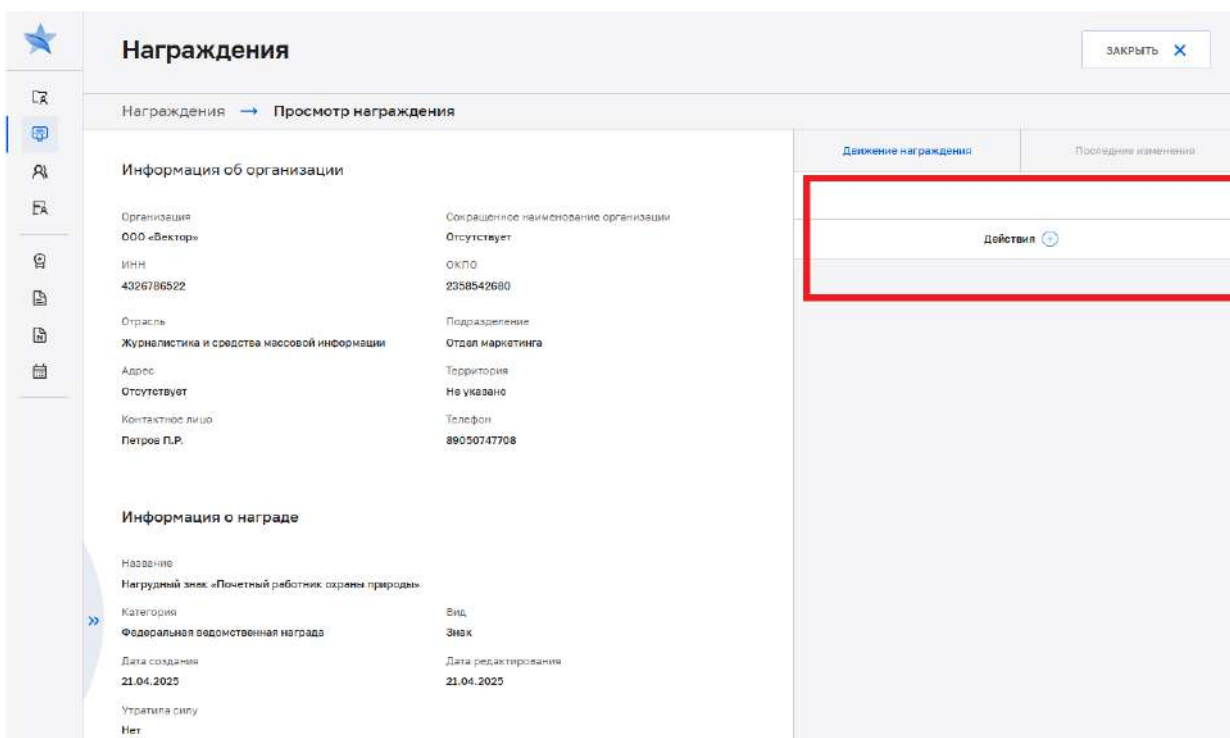 Награждения
ЗАКРЫТЬ
Награждения → Просмотр награждения
Движение награждения
Последние изменения
Информация об организации
Организация
Сокращенное наименование организации
ООО «Вектор»
Отсутствует
Действия
ИНН
ОКПО
4326786522
2358542680
Отрасль
Подразделение
Журналистика и средства массовой информации
Отдел маркетинга
Адрес
Территория
Отсутствует
Не указано
Контактное лицо
Телефон
Петров П.Р.
89050747708
Информация о награде
Название
Нагрудный знак «Почетный работник охраны природы»
Категория
Вид
Федеральная ведомственная награда
Знак
Дата создания
Дата редактирования
21.04.2025
21.04.2025
Утратила силу
Нет